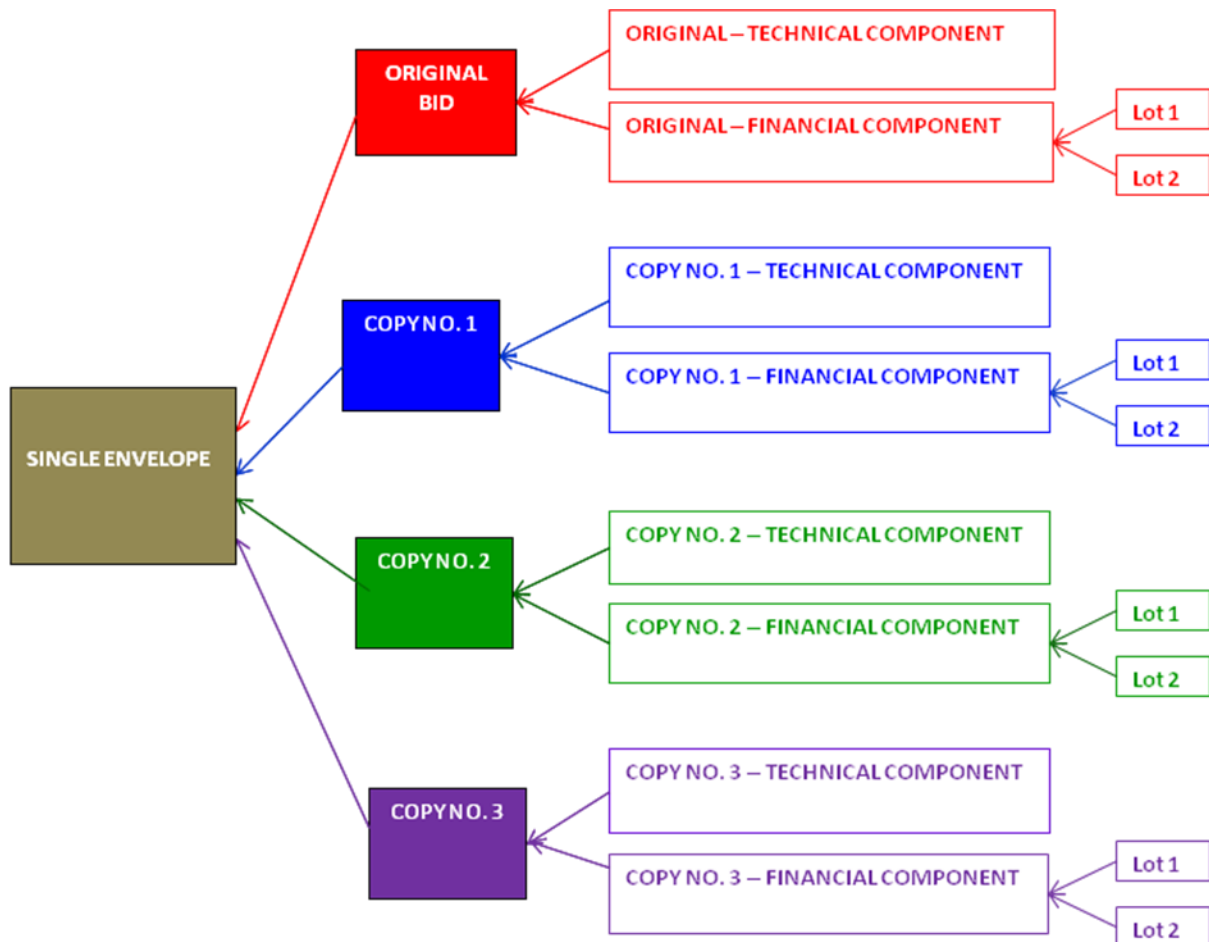 ORIGINAL – TECHNICAL COMPONENT
ORIGINAL
BID
ORIGINAL – FINANCIAL COMPONENT
Lot 1
Lot 2
COPY NO. 1 – TECHNICAL COMPONENT
COPY NO. 1
COPY NO. 1 – FINANCIAL COMPONENT
Lot 1
Lot 2
SINGLE ENVELOPE
COPY NO. 2 – TECHNICAL COMPONENT
COPY NO. 2
COPY NO. 2 – FINANCIAL COMPONENT
Lot 1
Lot 2
COPY NO. 3 – TECHNICAL COMPONENT
COPY NO. 3
COPY NO. 3 – FINANCIAL COMPONENT
Lot 1
Lot 2